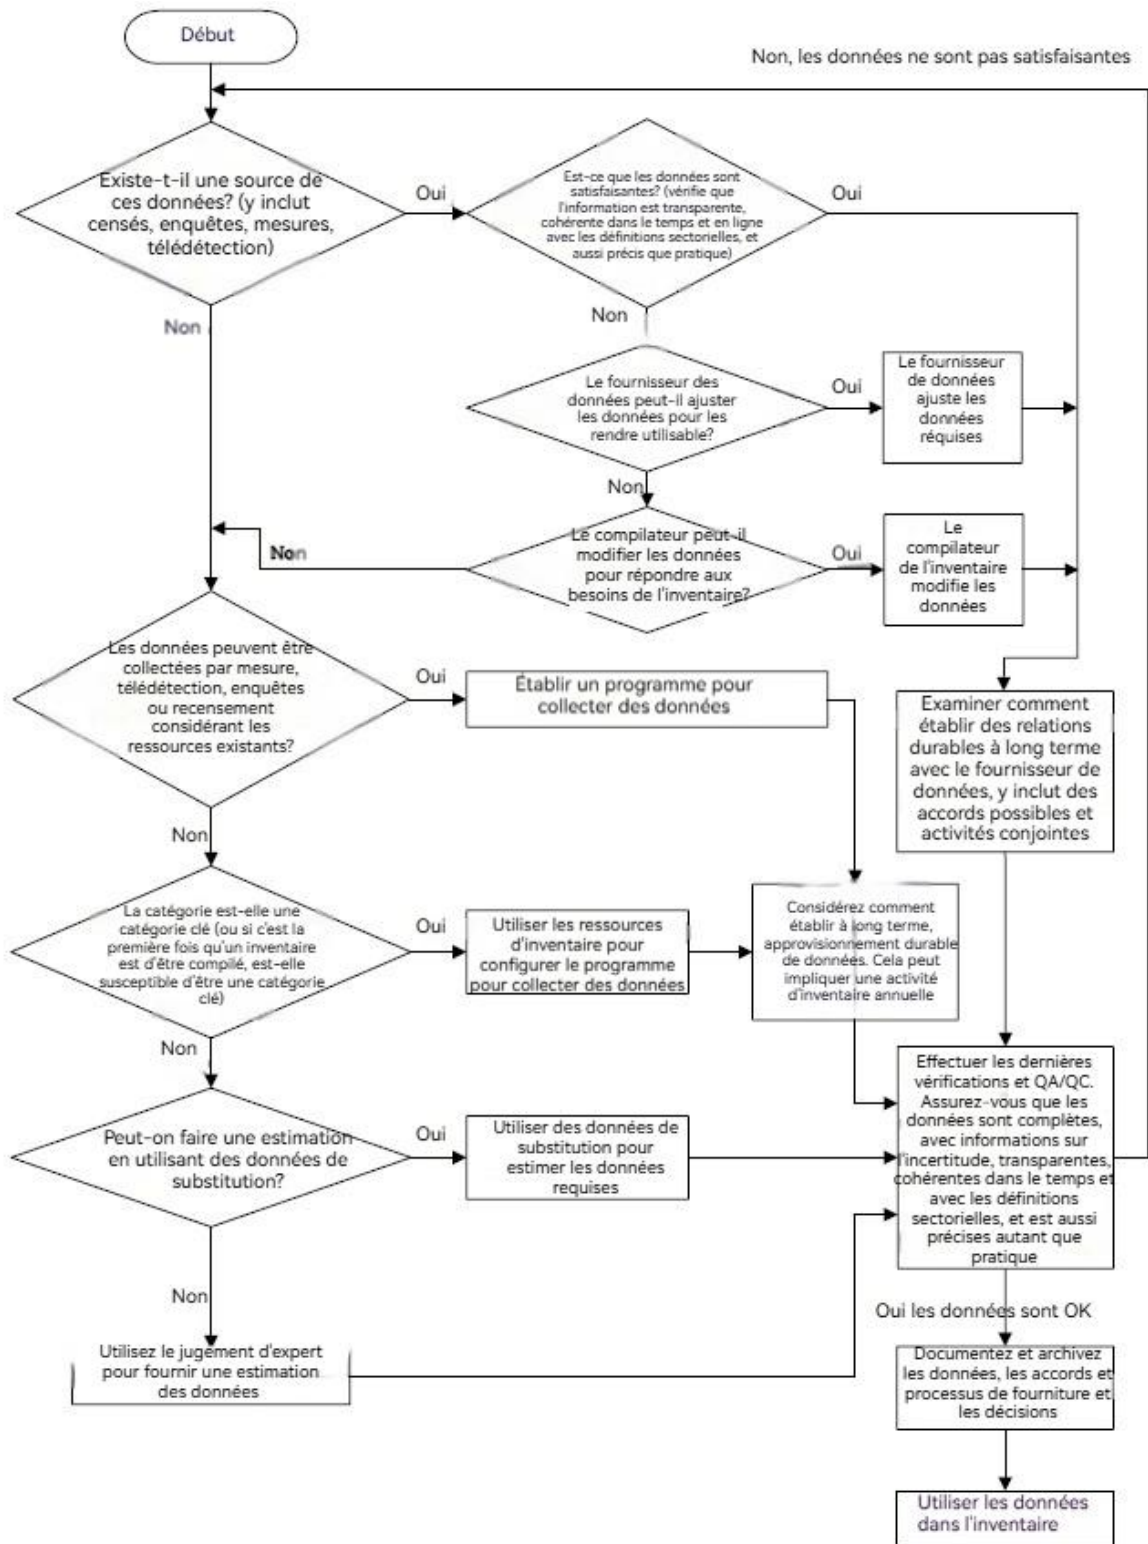 Début
Non, les données ne sont pas satisfaisantes
Existe-t-il une source de
ces données? (y inclut
censés, enquêtes, mesures,
télédétection)
Oui
Est-ce que les données sont
satisfaisantes? (vérifie que
l'information est transparente,
cohérente dans le temps et en ligne
avec les définitions sectorielles, et
aussi précis que pratique)
Oui
Non
Non
Le fournisseur des
données peut-il ajuster
les données pour les
rendre utilisable?
Oui
Le fournisseur
de données
ajuste les
données
réquises
Non
Le compilateur peut-il
modifier les données
pour répondre aux
besoins de l'inventaire?
Non
Oui
Le
compilateur
de l'inventaire
modifie les
données
Les données peuvent être
collectées par mesure,
télédétection, enquêtes
ou recensement
considérant les
ressources existants?
Oui
Établir un programme pour
collecter des données
Examiner comment
établir des relations
durables à long terme
avec le fournisseur de
données, y inclut des
accords possibles et
activités conjointes
Non
La catégorie est-elle une
catégorie clé (ou si c'est la
première fois qu'un inventaire
est d'être compilé, est-elle
susceptible d'être une catégorie
clé)
Oui
Utiliser les ressources
d'inventaire pour
configurer le programme
pour collecter des données
Considérez comment
établir à long terme,
approvisionnement durable
de données. Cela peut
impliquer une activité
d'inventaire annuelle
Non
Peut-on faire une estimation
en utilisant des données de
substitution?
Oui
Utiliser des données de
substitution pour
estimer les données
requises
Effectuer les dernières
vérifications et QA/QC.
Assurez-vous que les
données sont complètes,
avec informations sur
l'incertitude, transparentes,
cohérentes dans le temps et
avec les définitions
sectorielles, et est aussi
précises autant que
pratique
Non
Utilisez le jugement d'expert
pour fournir une estimation
des données
Oui les données sont OK
Documentez et archivez
les données, les accords et
processus de fourniture et
les décisions
Utiliser les données
dans l'inventaire